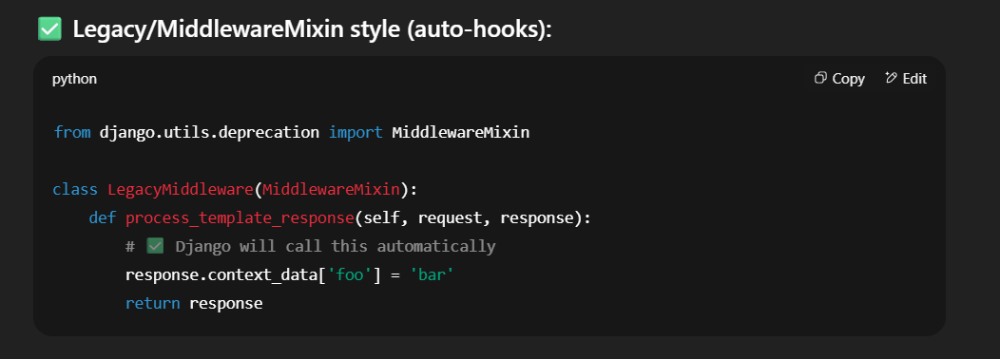 ✅ Legacy/MiddlewareMixin style (auto-hooks):
python Copy Edit
from django.utils.deprecation import MiddlewareMixin
class LegacyMiddleware(MiddlewareMixin):
    def process_template_response(self, request, response):
        # ✅ Django will call this automatically
        response.context_data['foo'] = 'bar'
        return response